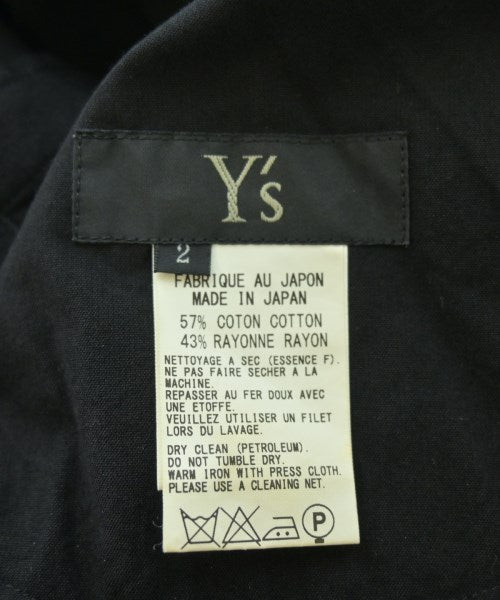 Y's
2
FABRIQUE AU JAPON
MADE IN JAPAN
57% COTON COTTON
43% RAYONNE RAYON
NETTOYAGE A SEC (ESSENCE F).
NE PAS FAIRE SECHER A LA
MACHINE.
REPASSER AU FER DOUX AVEC
UNE ETOFFE.
VEUILLEZ UTILISER UN FILET
LORS DU LAVAGE.
DRY CLEAN (PETROLEUM).
DO NOT TUMBLE DRY.
WARM IRON WITH PRESS CLOTH.
PLEASE USE A CLEANING NET.
P